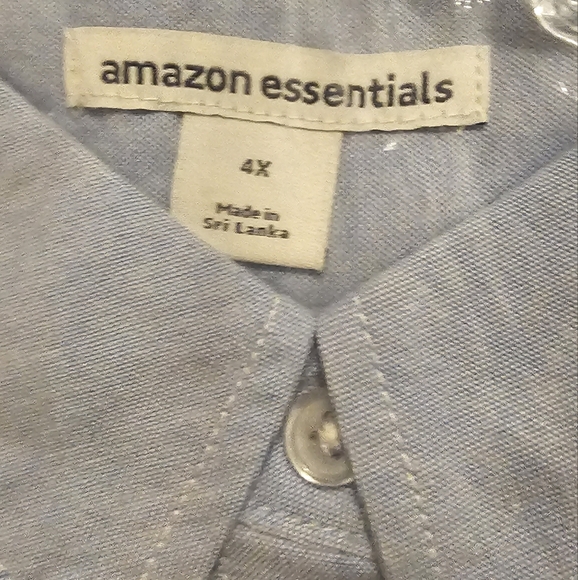 amazon essentials
4X
Made in
Sri Lanka